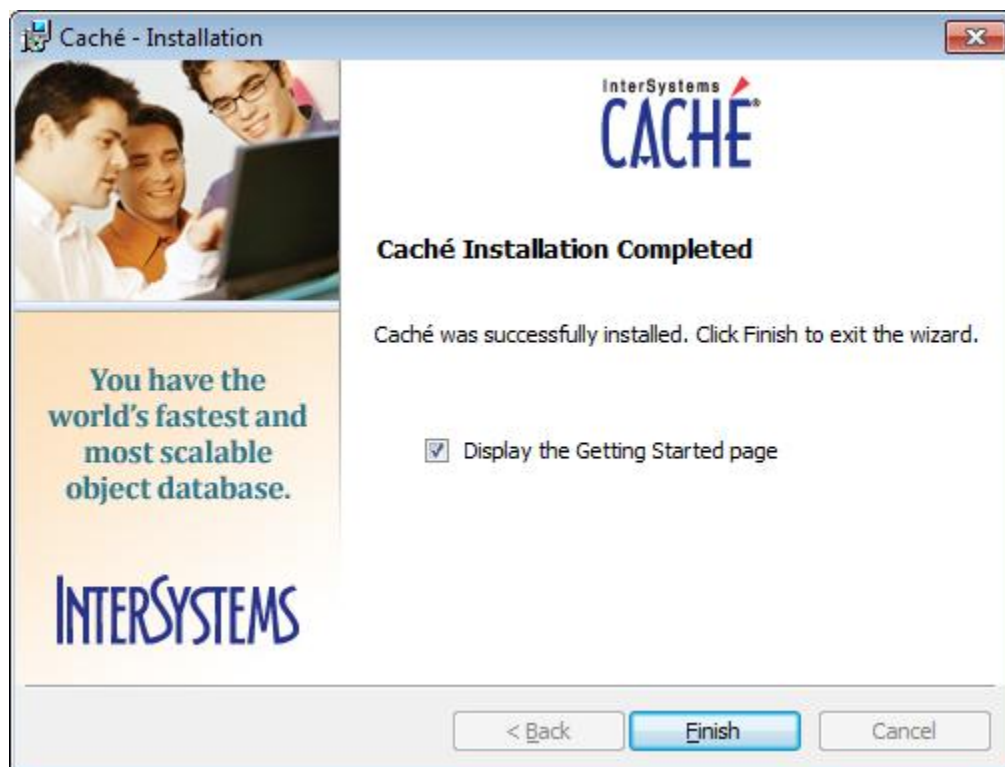 Caché - Installation
InterSystems
CACHÉ®
Caché Installation Completed
Caché was successfully installed. Click Finish to exit the wizard.
Display the Getting Started page
You have the
world's fastest and
most scalable
object database.
INTERSYSTEMS
< Back
Finish
Cancel